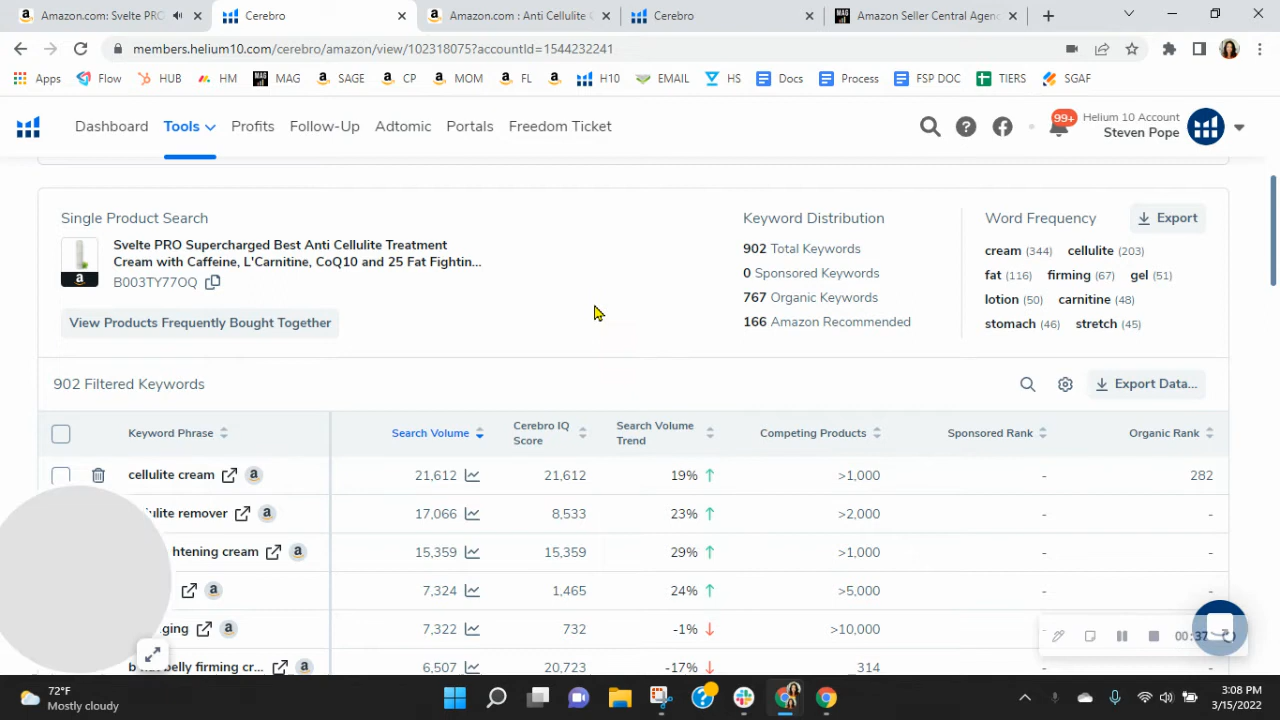 Amazon.com: Svelte PRO
Cerebro
Amazon.com : Anti Cellulite
Cerebro
Amazon Seller Central Agen
members.helium10.com/cerebro/amazon/view/102318075?accountId=1544232241
Apps Flow HUB HM MAG SAGE CP MOM FL H10 EMAIL HS Docs Process FSP DOC TIERS SGAF
Dashboard Tools Profits Follow-Up Adtomic Portals Freedom Ticket
99+
Helium 10 Account
Steven Pope
Single Product Search
Svelte PRO Supercharged Best Anti Cellulite Treatment
Cream with Caffeine, L'Carnitine, CoQ10 and 25 Fat Fightin...
B003TY77OQ
View Products Frequently Bought Together
Keyword Distribution
902 Total Keywords
0 Sponsored Keywords
767 Organic Keywords
166 Amazon Recommended
Word Frequency
Export
cream (344) cellulite (203)
fat (116) firming (67) gel (51)
lotion (50) carnitine (48)
stomach (46) stretch (45)
902 Filtered Keywords
Export Data...
Keyword Phrase Search Volume Cerebro IQ Score Search Volume Trend Competing Products Sponsored Rank Organic Rank
cellulite cream 21,612 21,612 19% >1,000 - 282
ulite remover 17,066 8,533 23% >2,000 - -
htening cream 15,359 15,359 29% >1,000 - -
7,324 1,465 24% >5,000 - -
ging 7,322 732 -1% >10,000 -
belly firming cr... 6,507 20,723 -17% 314 - -
72°F
Mostly cloudy
3:08 PM
3/15/2022